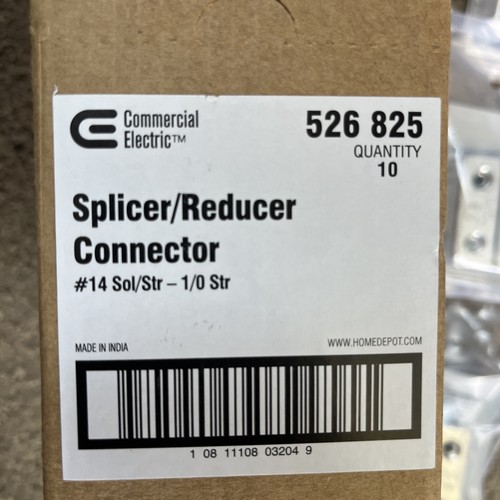 Commercial
Electric™
526 825
QUANTITY
10
Splicer/Reducer
Connector
#14 Sol/Str – 1/0 Str
MADE IN INDIA
WWW.HOMEDEPOT.COM
1 08 11108 03204 9